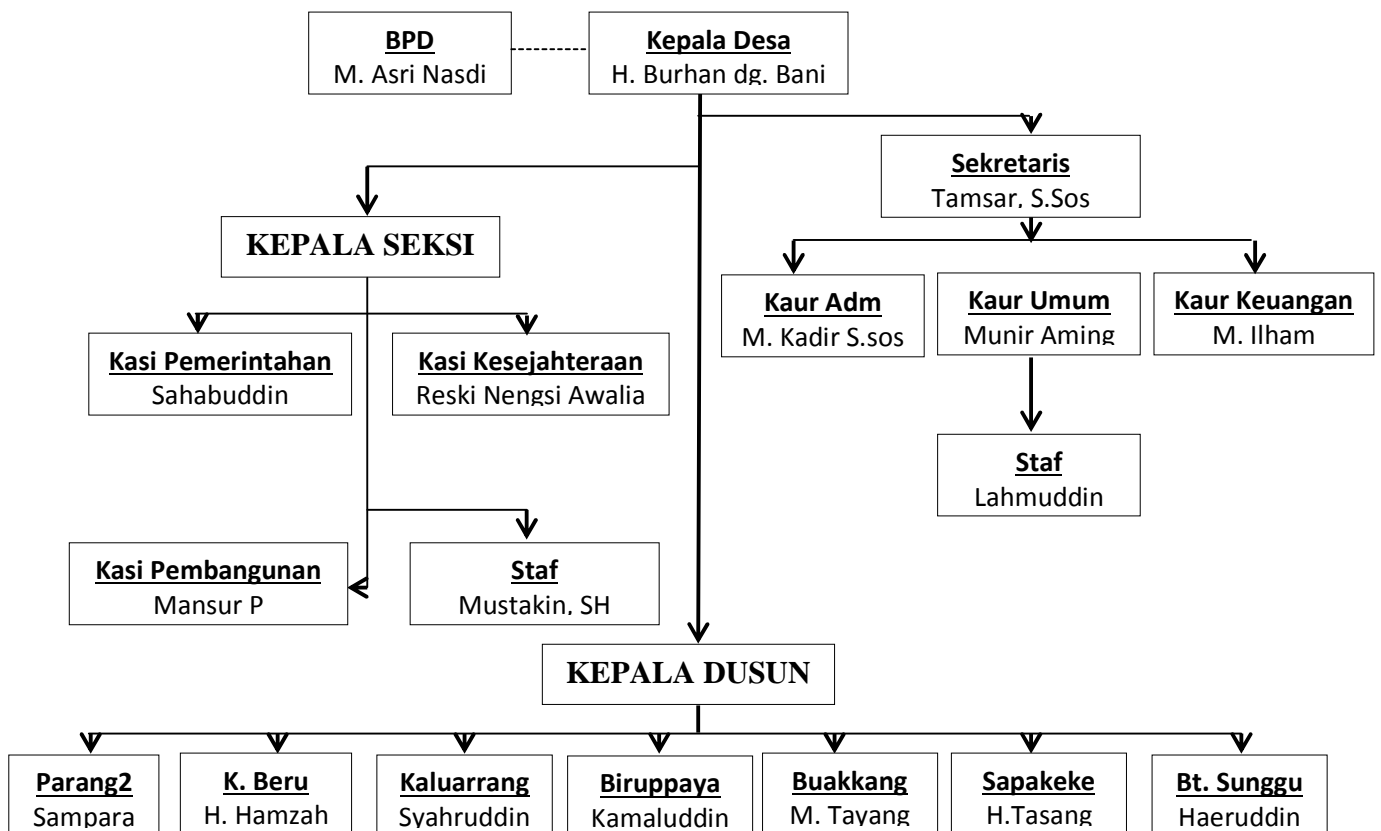 BPD
M. Asri Nasdi
Kepala Desa
H. Burhan dg. Bani
Sekretaris
Tamsar, S.Sos
KEPALA SEKSI
Kaur Adm
M. Kadir S.sos
Kaur Umum
Munir Aming
Kaur Keuangan
M. Ilham
Kasi Pemerintahan
Sahabuddin
Kasi Kesejahteraan
Reski Nengsi Awalia
Staf
Lahmuddin
Kasi Pembangunan
Mansur P
Staf
Mustakin, SH
KEPALA DUSUN
Parang2
Sampara
K. Beru
H. Hamzah
Kaluarrang
Syahruddin
Biruppaya
Kamaluddin
Buakkang
M. Tayang
Sapakeke
H.Tasang
Bt. Sunggu
Haeruddin